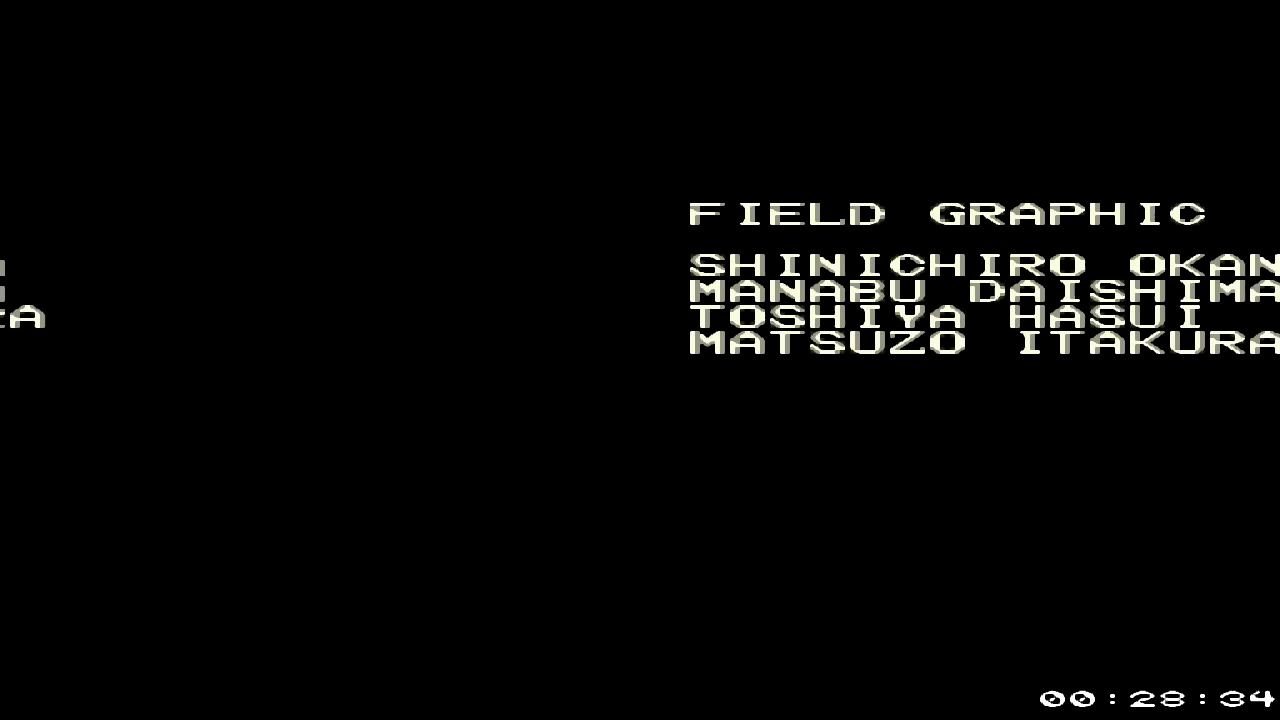 FIELD GRAPHIC
SHINICHIRO OKAN
MANABU DAISHIMA
TOSHIYA HASUI
MATSUZO ITAKURA
A
00:28:34